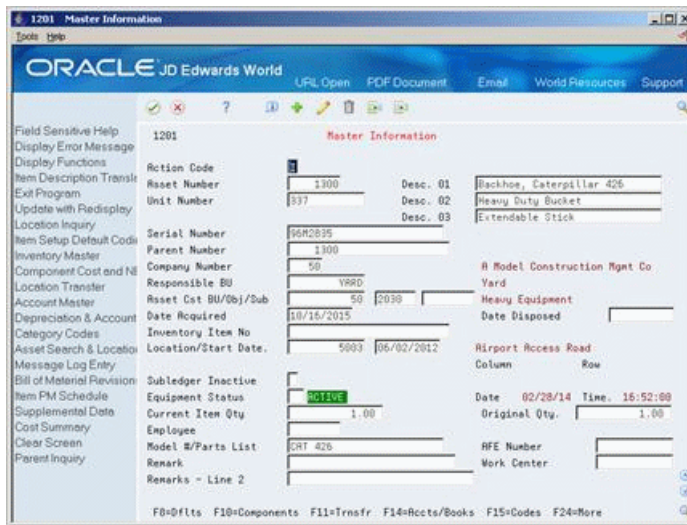 1201 Master Information
Tools Help
ORACLE JD Edwards World
URL Open PDF Document Email World Resources Support
Field Sensitive Help
Display Error Message
Display Functions
Item Description Transla
Exit Program
Update with Redisplay
Location Inquiry
Item Setup Default Codi
Inventory Master
Component Cost and NE
Location Transfer
Account Master
Depreciation & Account
Category Codes
Asset Search & Location
Message Log Entry
Bill of Material Revision
Item PM Schedule
Supplemental Data
Cost Summary
Clear Screen
Parent Inquiry
1201 Master Information
Action Code
Asset Number 1300 Desc. 01 Backhoe, Caterpillar 426
Unit Number 337 Desc. 02 Heavy Duty Bucket
Desc. 03 Extendable Stick
Serial Number 96M2835
Parent Number 1300
Company Number 50 A Model Construction Mgmt Co
Responsible BU YARD Yard
Asset Cst BU/Obj/Sub 50 2030 Heavy Equipment
Date Acquired 10/16/2015 Date Disposed
Inventory Item No
Location/Start Date. 5003 06/02/2012 Airport Access Road
Column Row
Subledger Inactive
Equipment Status ACTIVE Date 02/28/14 Time. 16:52:00
Current Item Qty 1.00 Original Qty. 1.00
Employee
Model #/Parts List CAT 426 AFE Number
Remark Work Center
Remarks - Line 2
F8=Dflts F10=Components F11=Trnsfr F14=Accts/Books F15=Codes F24=More